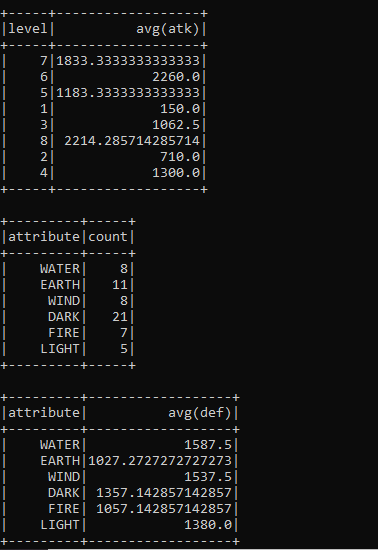 +-----+------------------+
|level|          avg(atk)|
+-----+------------------+
|    7|1833.3333333333333|
|    6|            2260.0|
|    5|1183.3333333333333|
|    1|             150.0|
|    3|            1062.5|
|    8| 2214.285714285714|
|    2|             710.0|
|    4|            1300.0|
+-----+------------------+

+---------+-----+
|attribute|count|
+---------+-----+
|    WATER|    8|
|    EARTH|   11|
|     WIND|    8|
|     DARK|   21|
|     FIRE|    7|
|    LIGHT|    5|
+---------+-----+

+---------+------------------+
|attribute|          avg(def)|
+---------+------------------+
|    WATER|            1587.5|
|    EARTH|1027.2727272727273|
|     WIND|            1537.5|
|     DARK| 1357.142857142857|
|     FIRE| 1057.142857142857|
|    LIGHT|            1380.0|
+---------+------------------+